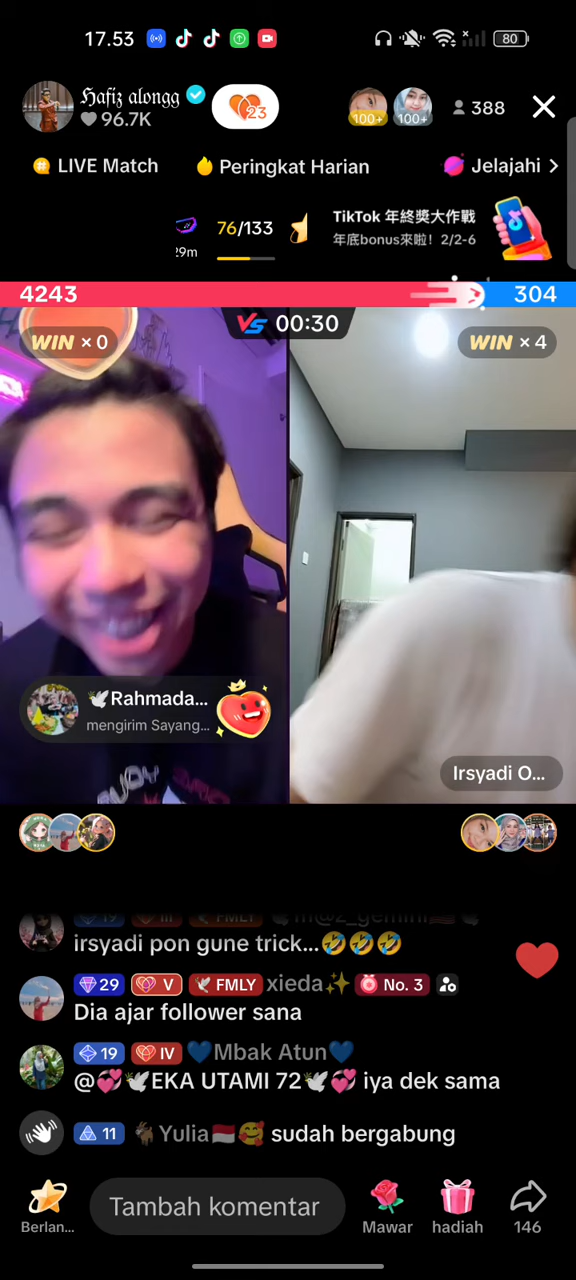 17.53
80
ℌ𝔞𝔣𝔦𝔷 𝔞𝔩𝔬𝔫𝔤𝔤
96.7K
23
100+
100+
388
LIVE Match
Peringkat Harian
Jelajahi
29m
76/133
TikTok 年終獎大作戰
年底bonus來啦！2/2-6
4243
304
WIN × 0
VS 00:30
WIN × 4
🕊Rahmada...
mengirim Sayang...
Irsyadi O...
19 III FMLY
irsyadi pon gune trick...🤣🤣🤣
29 V FMLY xieda✨ No. 3
Dia ajar follower sana
19 IV 💙Mbak Atun💙
@💞🕊EKA UTAMI 72🕊💞 iya dek sama
11 🐐Yulia🇮🇩🥰 sudah bergabung
Berlan...
Tambah komentar
Mawar
hadiah
146